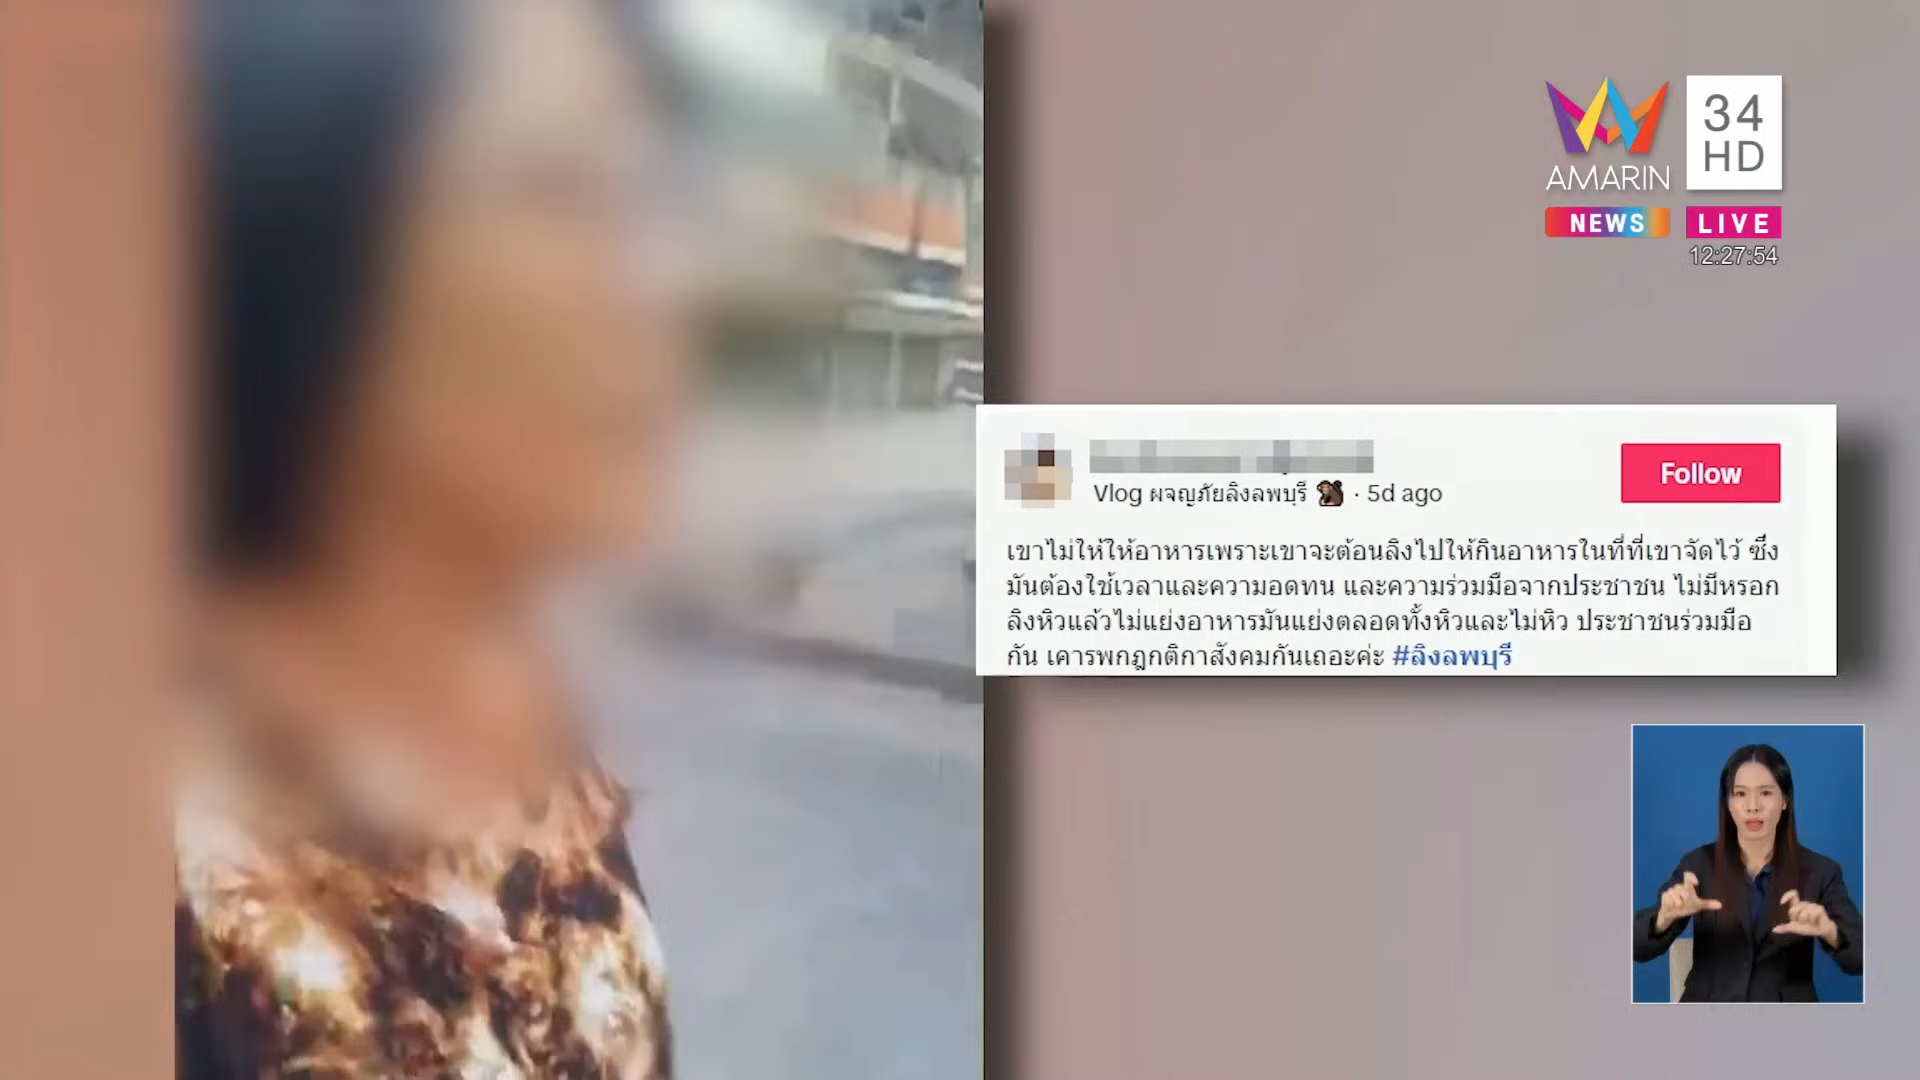 AMARIN
34
HD
NEWS
LIVE
12:27:54
Vlog ผจญภัยลิงลพบุรี 🐿️ · 5d ago
Follow
เขาไม่ให้ให้อาหารเพราะเขาจะต้อนลิงไปให้กินอาหารในที่ที่เขาจัดไว้ ซึ่ง
มันต้องใช้เวลาและความอดทน และความร่วมมือจากประชาชน ไม่มีหรอก
ลิงหิวแล้วไม่แย่งอาหารมันแย่งตลอดทั้งหิวและไม่หิว ประชาชนร่วมมือ
กัน เคารพกฎกติกาสังคมกันเถอะค่ะ #ลิงลพบุรี